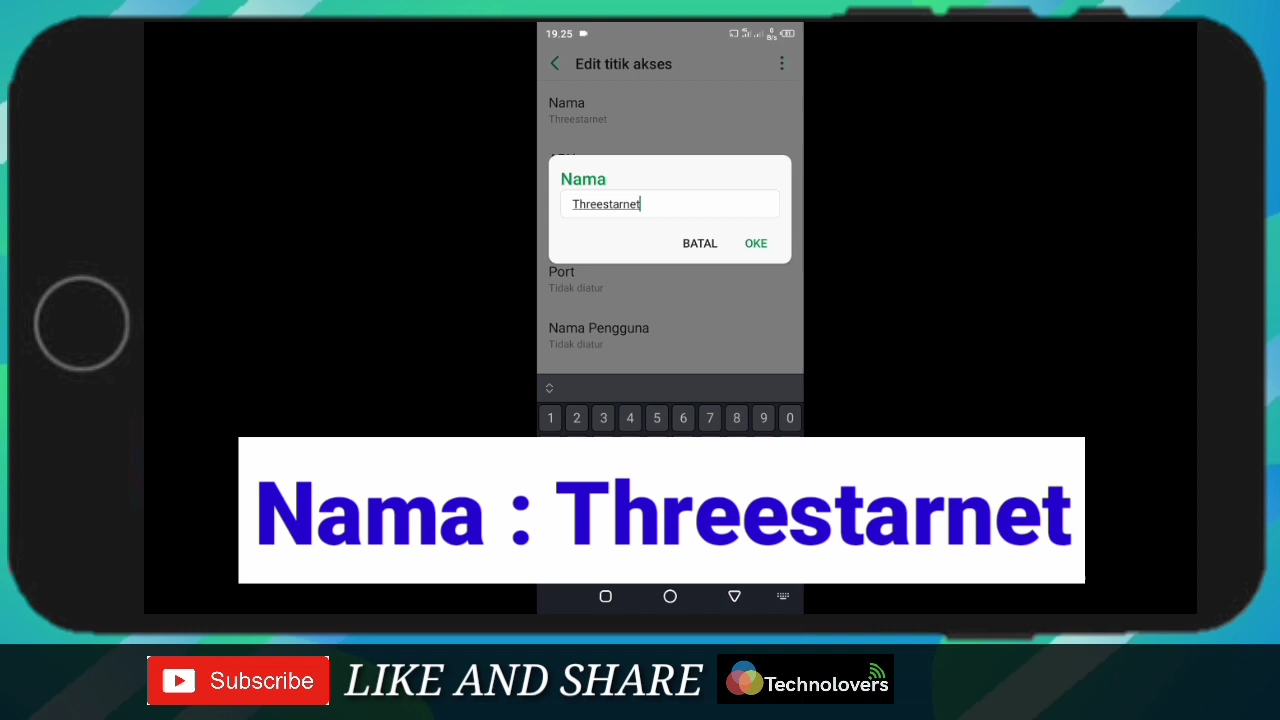 19.25
0
B/s
Edit titik akses
Nama
Threestarnet
Nama
Threestarnet
BATAL OKE
Port
Tidak diatur
Nama Pengguna
Tidak diatur
1 2 3 4 5 6 7 8 9 0
Nama : Threestarnet
Subscribe LIKE AND SHARE Technolovers